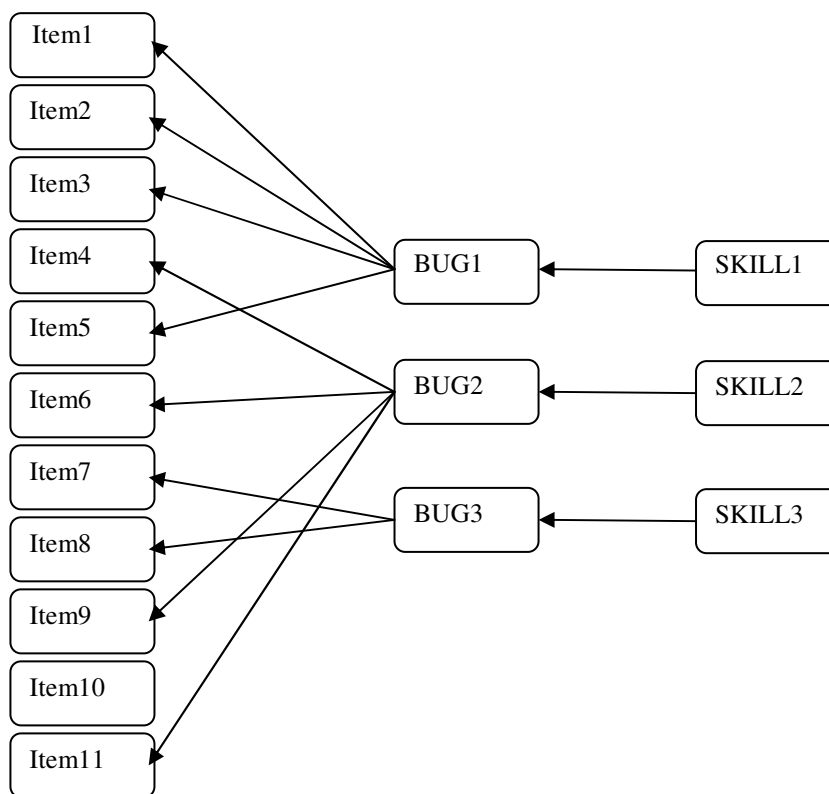 Item1
Item2
Item3
Item4
Item5
Item6
Item7
Item8
Item9
Item10
Item11
BUG1
BUG2
BUG3
SKILL1
SKILL2
SKILL3